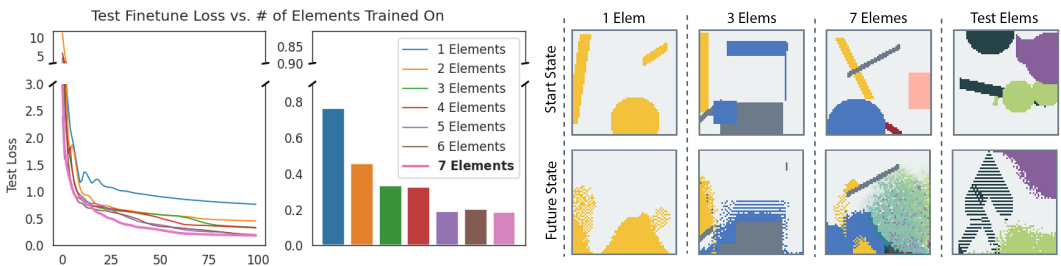 Test Finetune Loss vs. # of Elements Trained On
Test Loss
10
5
3.0
2.5
2.0
1.5
1.0
0.5
0.0
0
25
50
75
100
0.85
0.90
0.8
0.6
0.4
0.2
0.0
1 Elements
2 Elements
3 Elements
4 Elements
5 Elements
6 Elements
7 Elements
1 Elem
3 Elems
7 Elemes
Test Elems
Start State
Future State